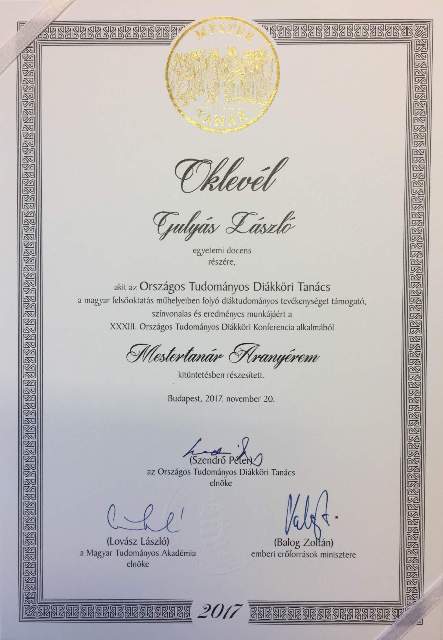 MESTER
TANÁR
Oklevél
Gulyás László
egyetemi docens
részére,
akit az Országos Tudományos Diákköri Tanács
a magyar felsőoktatás műhelyeiben folyó diáktudományos tevékenységet támogató,
színvonalas és eredményes munkájáért a
XXXIII. Országos Tudományos Diákköri Konferencia alkalmából
Mestertanár Aranyérem
kitüntetésben részesített.
Budapest, 2017. november 20.
(Szendrő Péter)
az Országos Tudományos Diákköri Tanács
elnöke
(Lovász László)
a Magyar Tudományos Akadémia
elnöke
(Balog Zoltán)
emberi erőforrások minisztere
2017